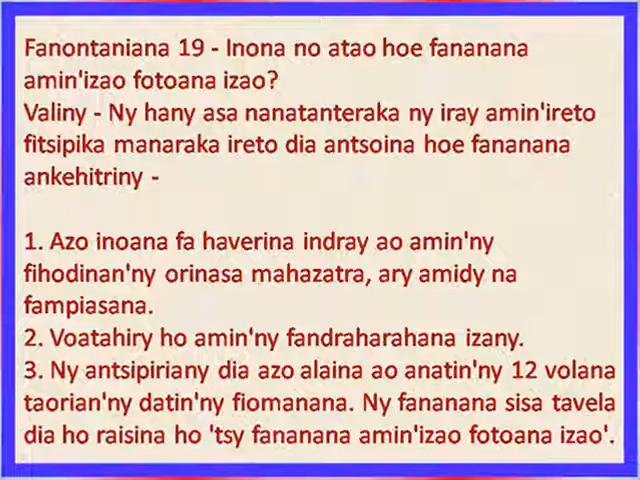 Fanontaniana 19 - Inona no atao hoe fananana
amin'izao fotoana izao?
Valiny - Ny hany asa nanatanteraka ny iray amin'ireto
fitsipika manaraka ireto dia antsoina hoe fananana
ankehitriny -
1. Azo inoana fa haverina indray ao amin'ny
fihodinan'ny orinasa mahazatra, ary amidy na
fampiasana.
2. Voatahiry ho amin'ny fandraharahana izany.
3. Ny antsipiriany dia azo alaina ao anatin'ny 12 volana
taorian'ny datin'ny fiomanana. Ny fananana sisa tavela
dia ho raisina ho 'tsy fananana amin'izao fotoana izao'.